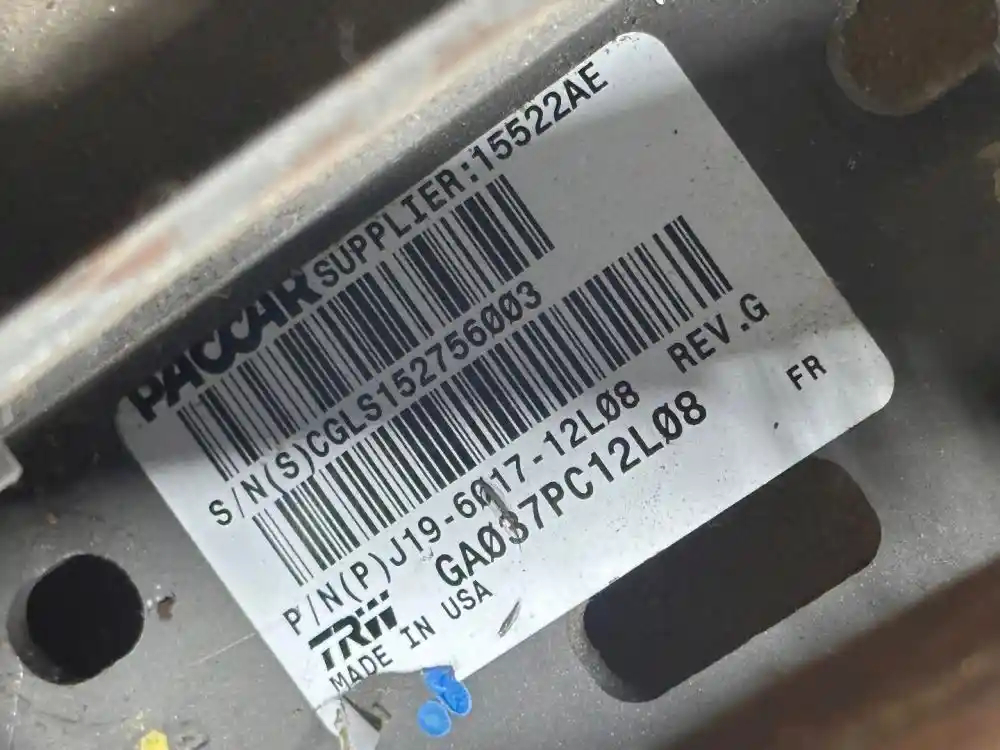 PACCAR SUPPLIER:15522AE
S/N(S)CGLS152756003
P/N(P)J19-6017-12L08 REV.G
GA037PC12L08 FR
TRW
MADE IN USA